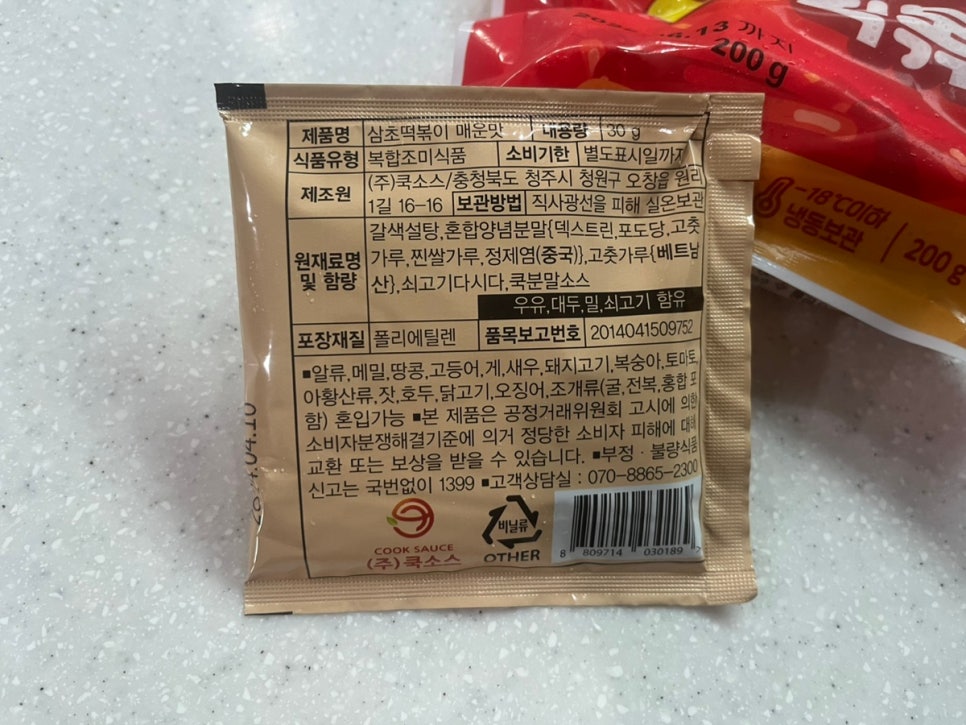 13 까지
200 g
-18℃이하
냉동보관
200 g
제품명 삼초떡볶이 매운맛 내용량 30 g
식품유형 복합조미식품 소비기한 별도표시일까지
제조원 (주)쿡소스/충청북도 청주시 청원구 오창읍 원리
1길 16-16 보관방법 직사광선을 피해 실온보관
원재료명 및 함량
갈색설탕,혼합양념분말{덱스트린,포도당,고춧
가루,찐쌀가루,정제염(중국)},고춧가루{베트남
산},쇠고기다시다,쿡분말소스
우유,대두,밀,쇠고기 함유
포장재질 폴리에틸렌 품목보고번호 2014041509752
■알류,메밀,땅콩,고등어,게,새우,돼지고기,복숭아,토마토,
아황산류,잣,호두,닭고기,오징어,조개류(굴,전복,홍합 포
함) 혼입가능 ■본 제품은 공정거래위원회 고시에 의한
소비자분쟁해결기준에 의거 정당한 소비자 피해에 대해
교환 또는 보상을 받을 수 있습니다. ■부정·불량식품
신고는 국번없이 1399 ■고객상담실 : 070-8865-2300
04.10
COOK SAUCE
(주)쿡소스
비닐류
OTHER
8 809714 030189